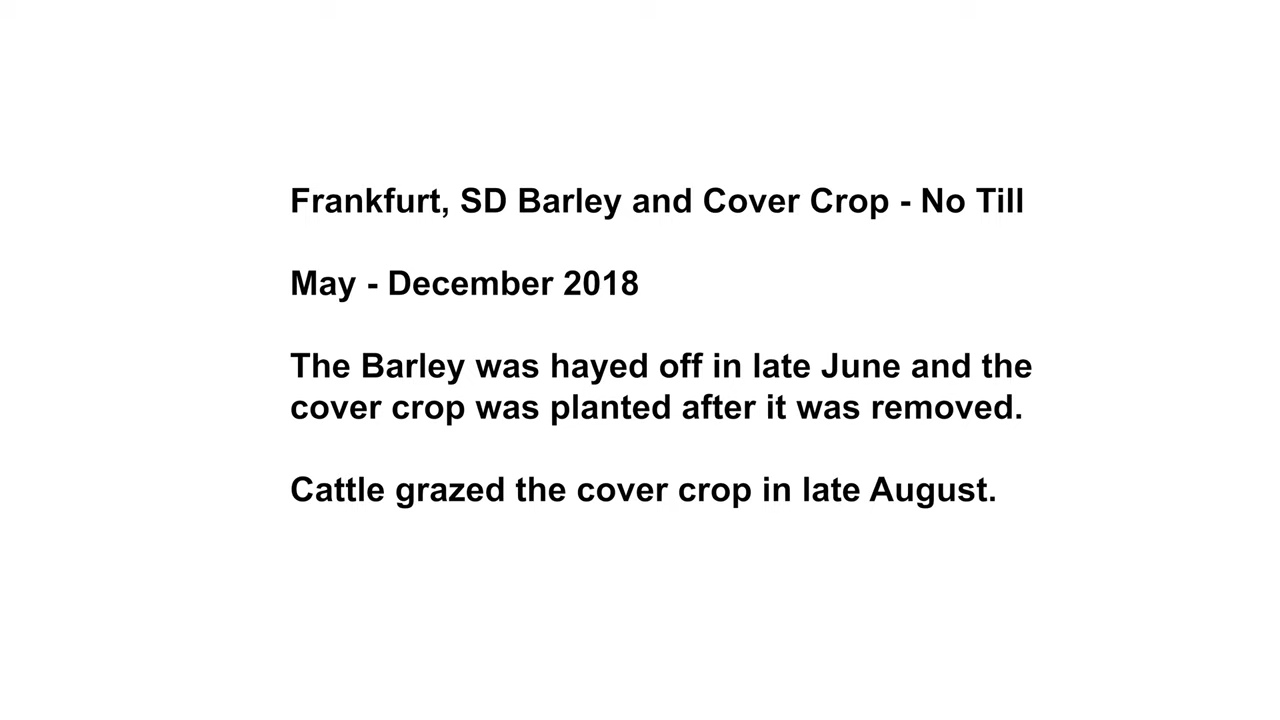 Frankfurt, SD Barley and Cover Crop - No Till
May - December 2018
The Barley was hayed off in late June and the
cover crop was planted after it was removed.
Cattle grazed the cover crop in late August.